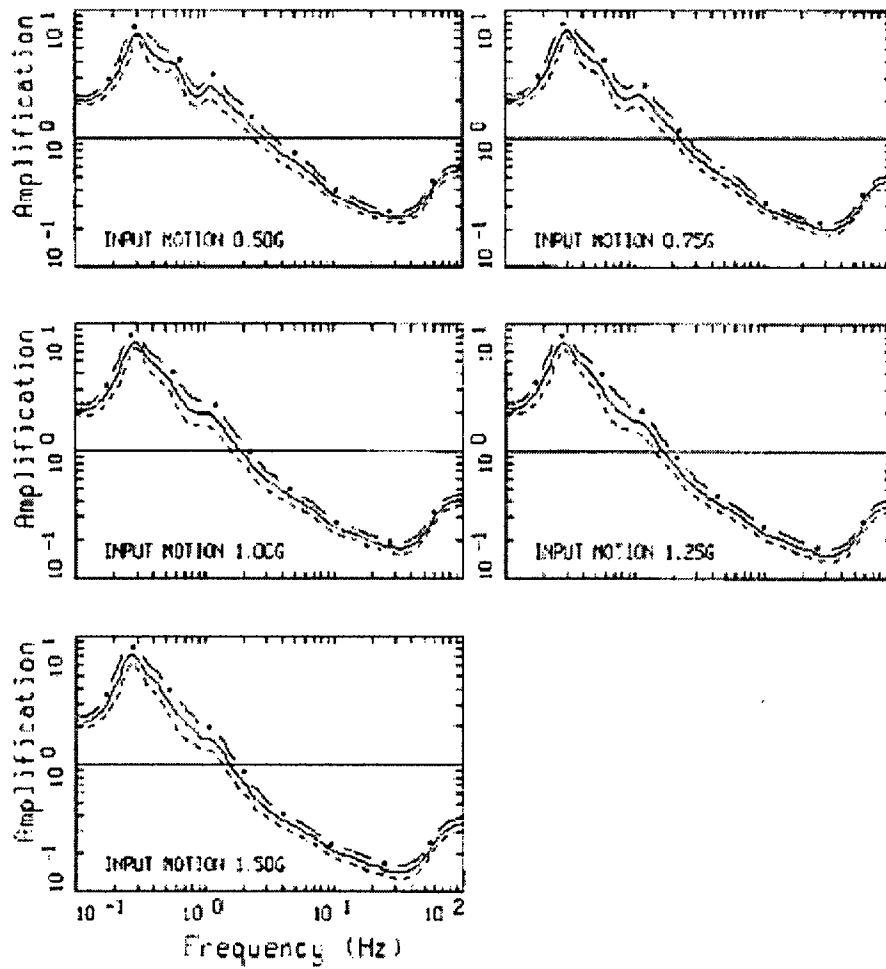 Amplification
10^1
10^0
10^-1
INPUT MOTION 0.50G
10^1
10^0
10^-1
INPUT MOTION 0.75G
Amplification
10^1
10^0
10^-1
INPUT MOTION 1.00G
10^1
10^0
10^-1
INPUT MOTION 1.25G
Amplification
10^1
10^0
10^-1
INPUT MOTION 1.50G
10^-1 10^0 10^1 10^2
Frequency (Hz)